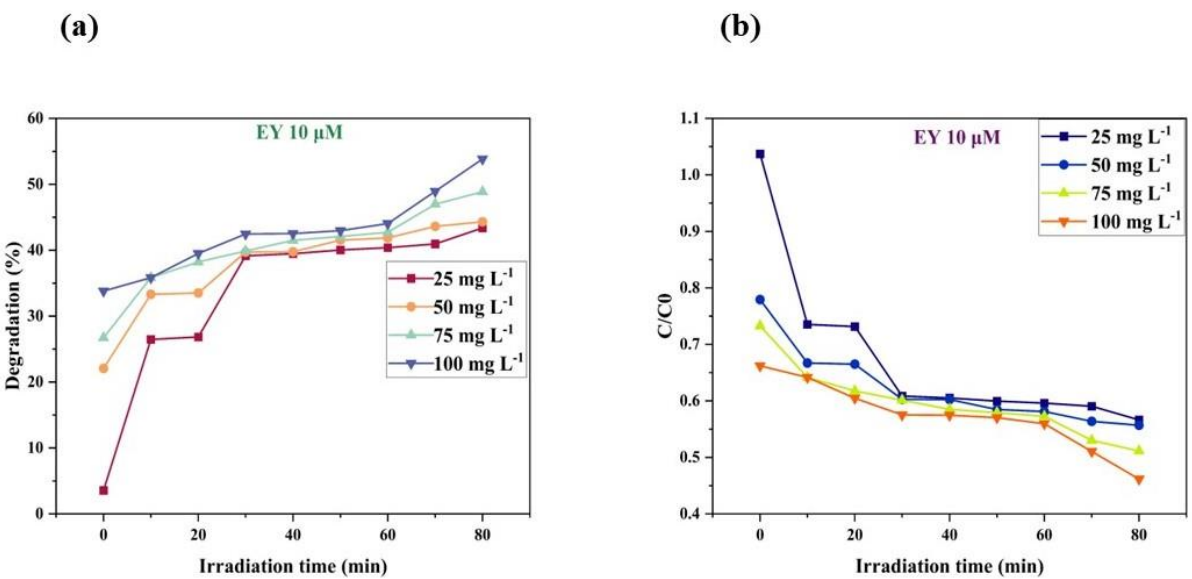 (a)
(b)
EY 10 μM
Degradation (%)
60
50
40
30
20
10
0
25 mg L⁻¹
50 mg L⁻¹
75 mg L⁻¹
100 mg L⁻¹
0
20
40
60
80
Irradiation time (min)
EY 10 μM
C/C0
1.1
1.0
0.9
0.8
0.7
0.6
0.5
0.4
25 mg L⁻¹
50 mg L⁻¹
75 mg L⁻¹
100 mg L⁻¹
0
20
40
60
80
Irradiation time (min)